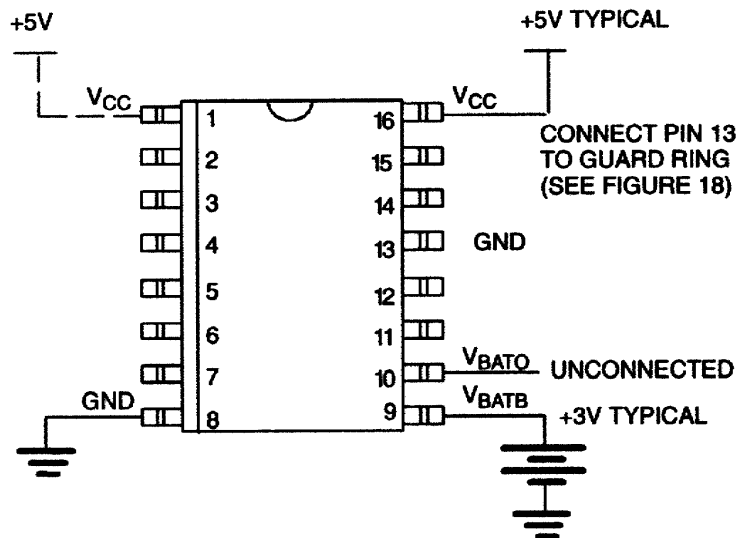 +5V
+5V TYPICAL
VCC
VCC
1
16
CONNECT PIN 13
TO GUARD RING
(SEE FIGURE 18)
2
15
3
14
4
13
GND
5
12
6
11
7
10
VBATO
UNCONNECTED
GND
8
9
VBATB
+3V TYPICAL